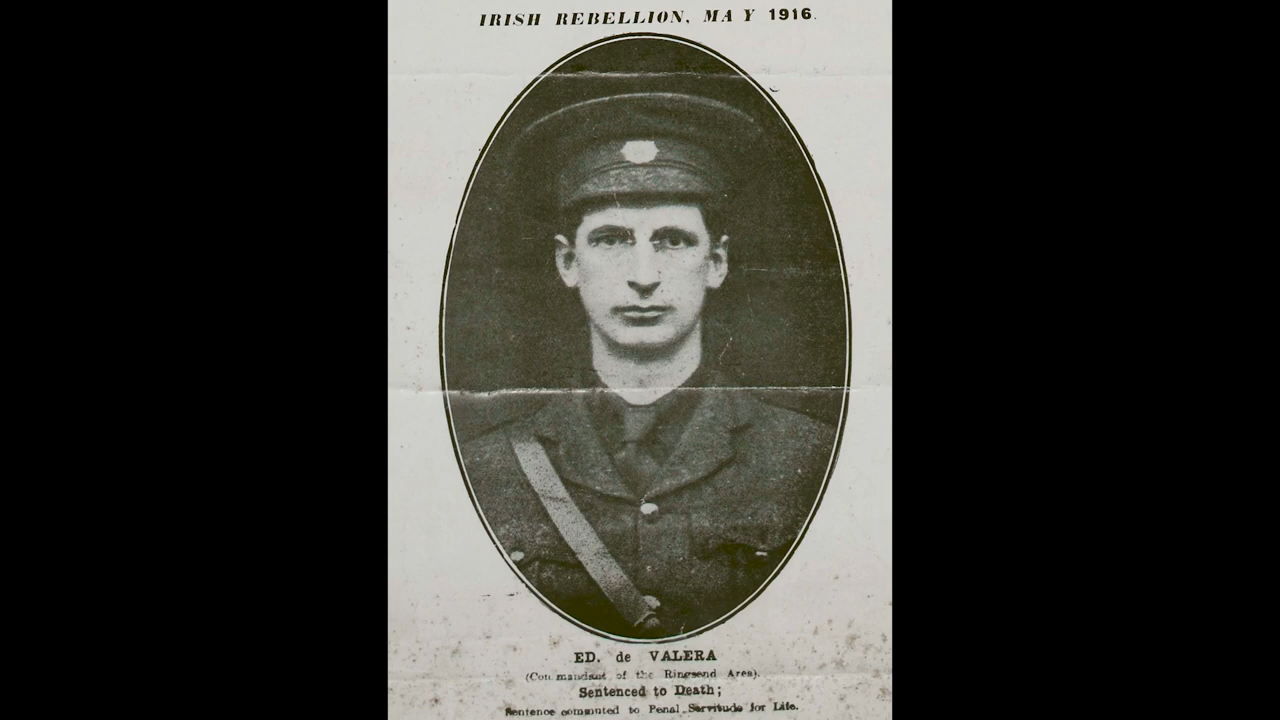 IRISH REBELLION, MAY 1916.
ED. de VALERA
(Commandant of the Ringsend Area).
Sentenced to Death;
Sentence commuted to Penal Servitude for Life.